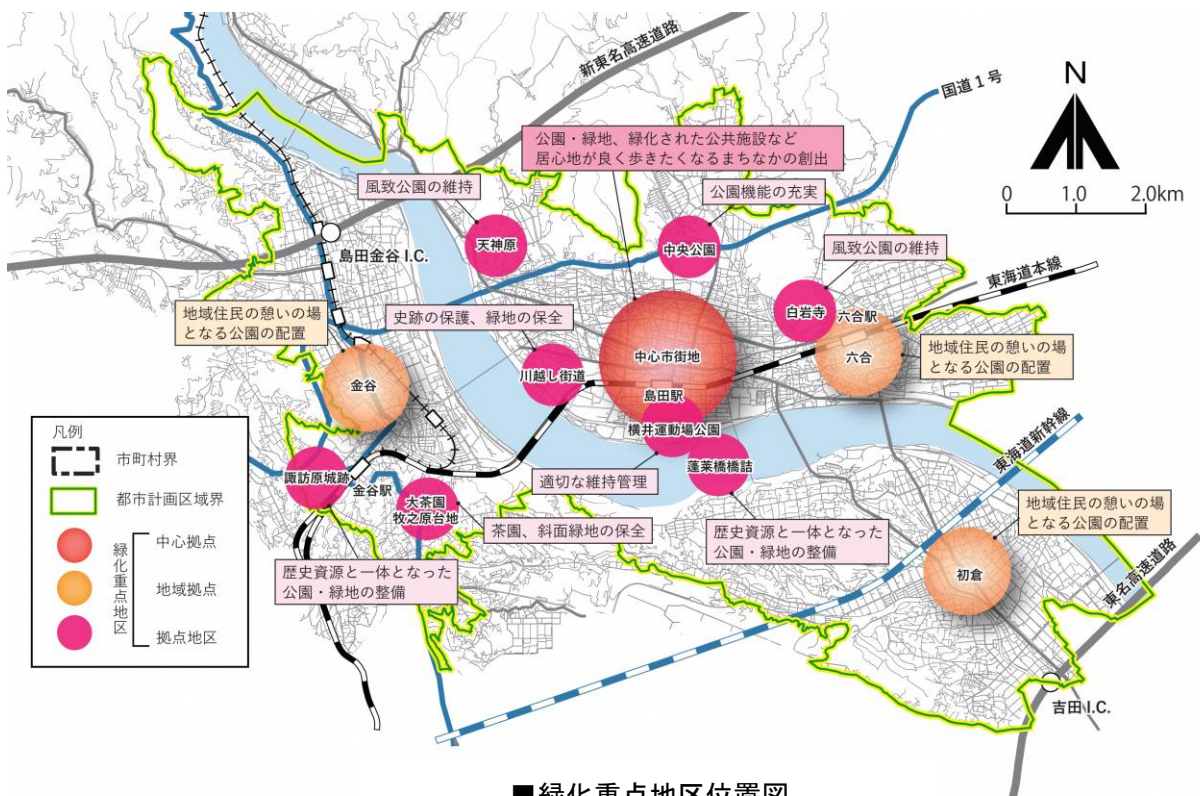 新東名高速道路
国道1号
N
0 1.0 2.0km
公園・緑地、緑化された公共施設など
居心地が良く歩きたくなるまちなかの創出
風致公園の維持
公園機能の充実
天神原
中央公園
風致公園の維持
島田金谷 I.C.
東海道本線
地域住民の憩いの場
となる公園の配置
史跡の保護、緑地の保全
白岩寺
六合駅
中心市街地
六合
地域住民の憩いの場
となる公園の配置
金谷
川越し街道
島田駅
横井運動場公園
東海道新幹線
凡例
市町村界
都市計画区域界
緑化重点地区
中心拠点
地域拠点
拠点地区
諏訪原城跡
金谷駅
適切な維持管理
蓬莱橋橋詰
大茶園
牧之原台地
茶園、斜面緑地の保全
歴史資源と一体となった
公園・緑地の整備
地域住民の憩いの場
となる公園の配置
歴史資源と一体となった
公園・緑地の整備
初倉
東名高速道路
吉田 I.C.
■緑化重点地区位置図